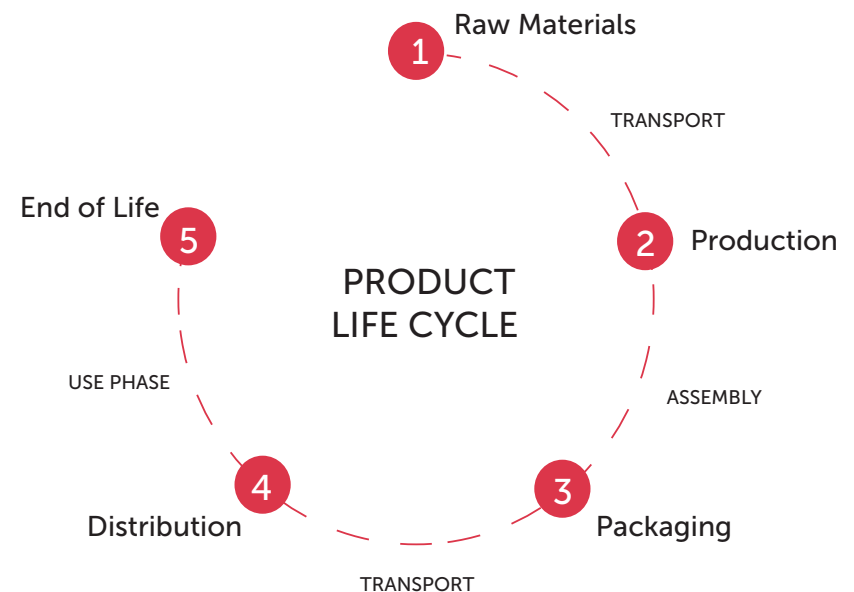 1
Raw Materials
TRANSPORT
2
Production
ASSEMBLY
3
Packaging
TRANSPORT
4
Distribution
USE PHASE
5
End of Life
PRODUCT
LIFE CYCLE